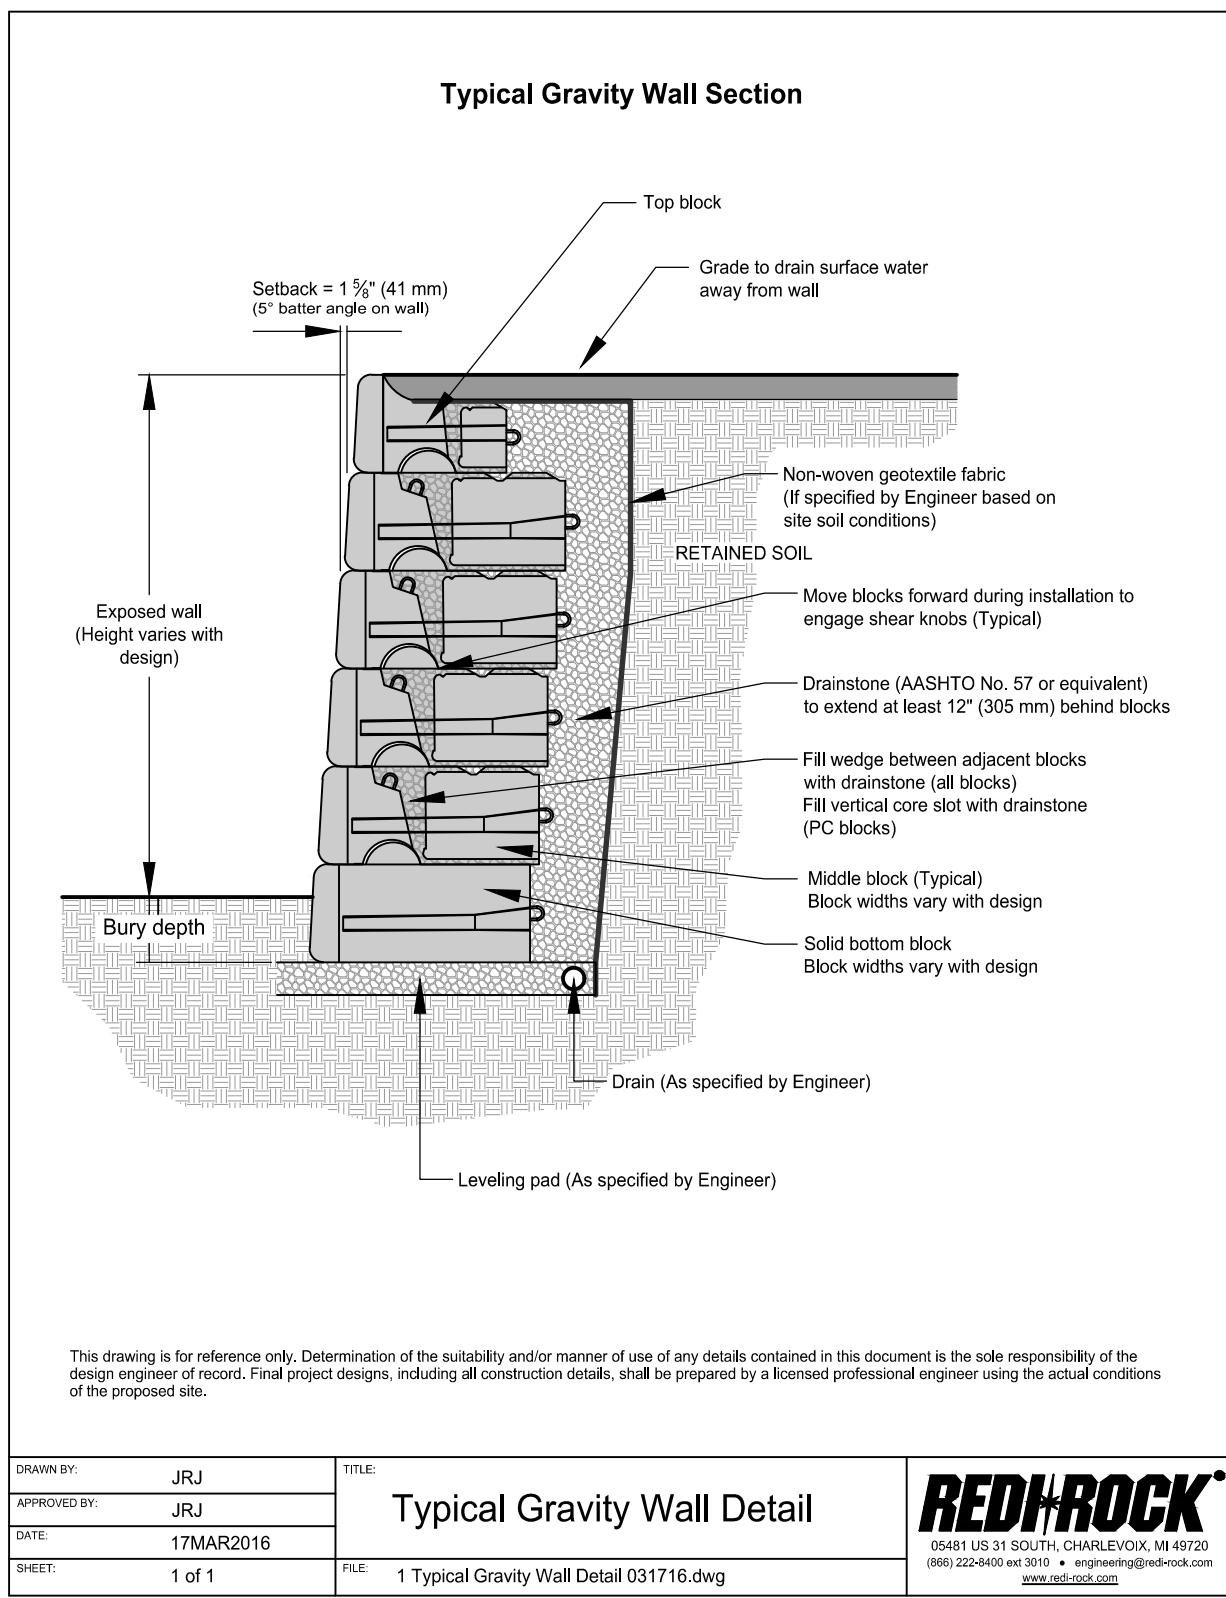 Typical Gravity Wall Section
Top block
Grade to drain surface water
away from wall
Setback = 1 5/8" (41 mm)
(5° batter angle on wall)
Non-woven geotextile fabric
(If specified by Engineer based on
site soil conditions)
RETAINED SOIL
Move blocks forward during installation to
engage shear knobs (Typical)
Exposed wall
(Height varies with
design)
Drainstone (AASHTO No. 57 or equivalent)
to extend at least 12" (305 mm) behind blocks
Fill wedge between adjacent blocks
with drainstone (all blocks)
Fill vertical core slot with drainstone
(PC blocks)
Middle block (Typical)
Block widths vary with design
Bury depth
Solid bottom block
Block widths vary with design
Drain (As specified by Engineer)
Leveling pad (As specified by Engineer)
This drawing is for reference only. Determination of the suitability and/or manner of use of any details contained in this document is the sole responsibility of the
design engineer of record. Final project designs, including all construction details, shall be prepared by a licensed professional engineer using the actual conditions
of the proposed site.
DRAWN BY: JRJ
APPROVED BY: JRJ
DATE: 17MAR2016
SHEET: 1 of 1
TITLE:
Typical Gravity Wall Detail
FILE: 1 Typical Gravity Wall Detail 031716.dwg
REDI-ROCK®
05481 US 31 SOUTH, CHARLEVOIX, MI 49720
(866) 222-8400 ext 3010 • engineering@redi-rock.com
www.redi-rock.com